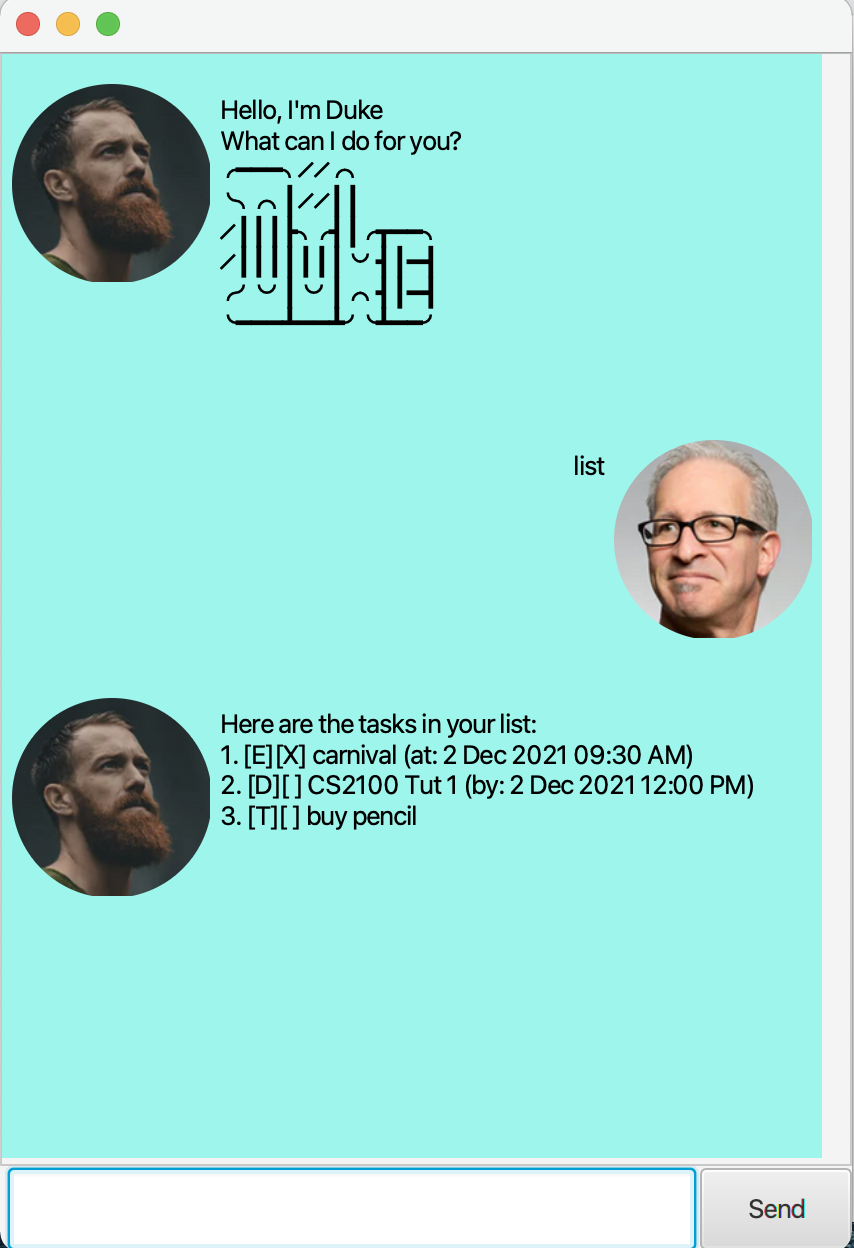 Hello, I'm Duke
What can I do for you?
list
Here are the tasks in your list:
1. [E][X] carnival (at: 2 Dec 2021 09:30 AM)
2. [D][ ] CS2100 Tut 1 (by: 2 Dec 2021 12:00 PM)
3. [T][ ] buy pencil
Send